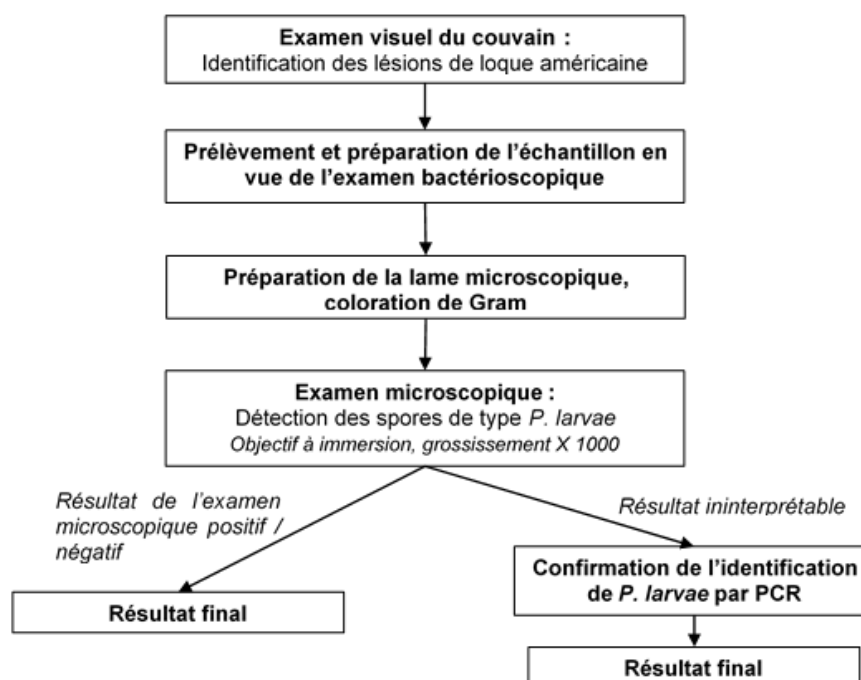 Examen visuel du couvain :
Identification des lésions de loque américaine
Prélèvement et préparation de l'échantillon en
vue de l'examen bactérioscopique
Préparation de la lame microscopique,
coloration de Gram
Examen microscopique :
Détection des spores de type P. larvae
Objectif à immersion, grossissement X 1000
Résultat de l'examen
microscopique positif /
négatif
Résultat ininterprétable
Confirmation de l'identification
de P. larvae par PCR
Résultat final
Résultat final